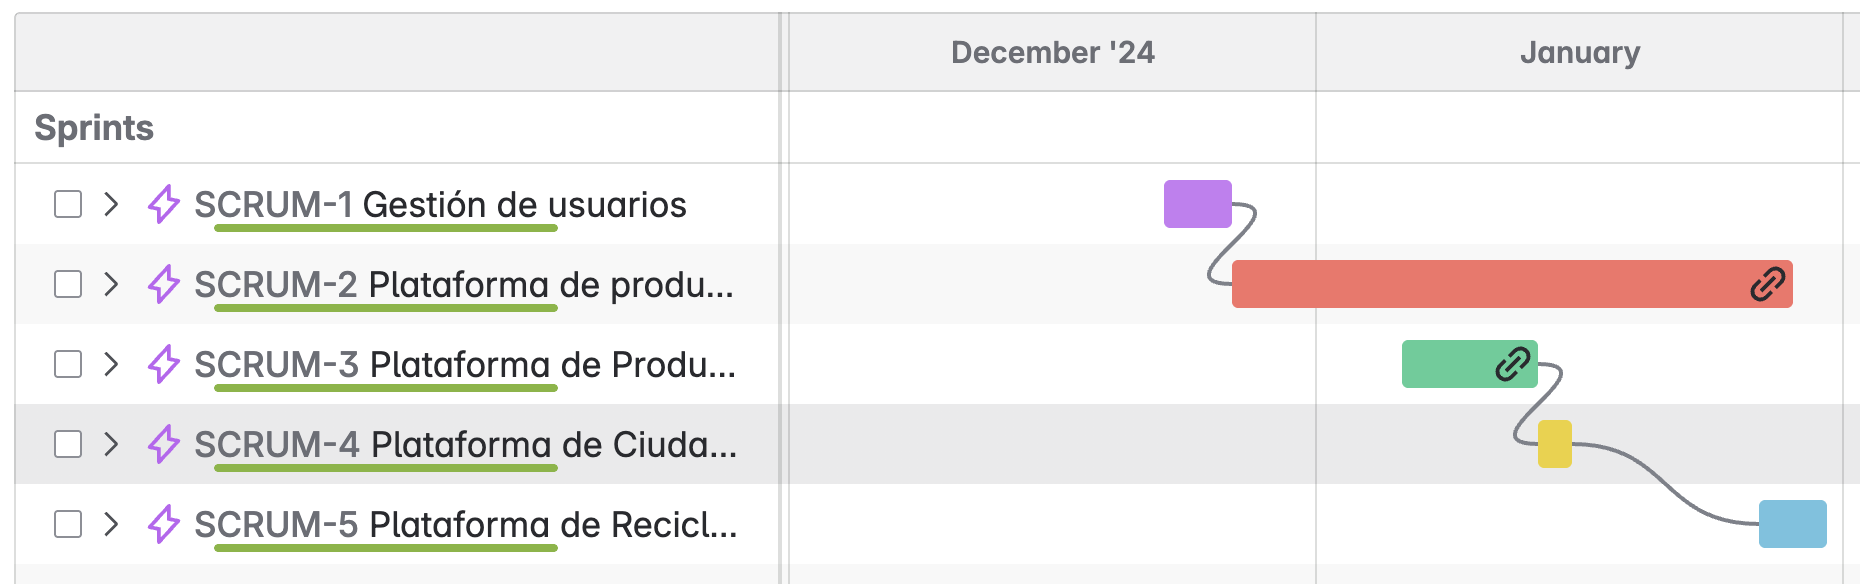 December '24 January
Sprints
SCRUM-1 Gestión de usuarios
SCRUM-2 Plataforma de produ...
SCRUM-3 Plataforma de Produ...
SCRUM-4 Plataforma de Ciuda...
SCRUM-5 Plataforma de Recicl...